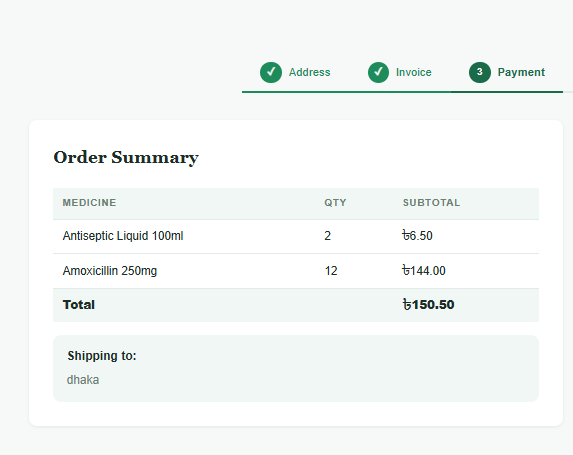 ✓ Address ✓ Invoice 3 Payment
Order Summary
MEDICINE QTY SUBTOTAL
Antiseptic Liquid 100ml 2 ৳6.50
Amoxicillin 250mg 12 ৳144.00
Total ৳150.50
Shipping to:
dhaka